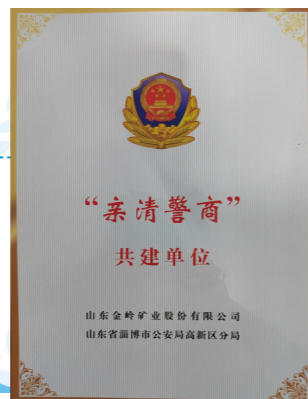 “亲清警商”
共建单位
山东金岭矿业股份有限公司
山东省淄博市公安局高新区分局